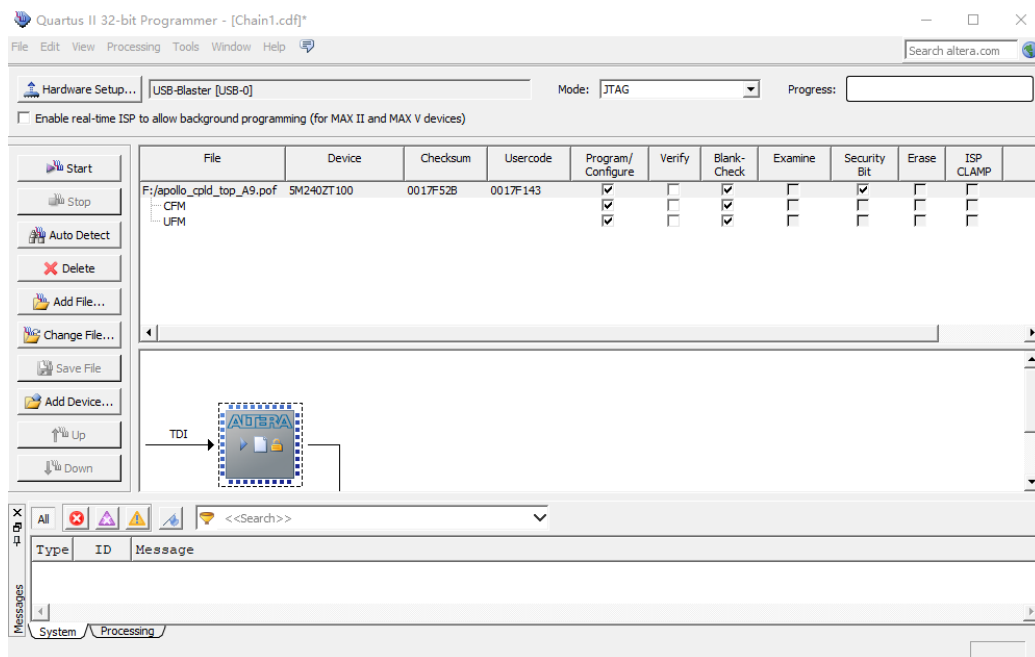 Quartus II 32-bit Programmer - [Chain1.cdf]*
File Edit View Processing Tools Window Help
Search altera.com
Hardware Setup... USB-Blaster [USB-0] Mode: JTAG Progress:
Enable real-time ISP to allow background programming (for MAX II and MAX V devices)
File Device Checksum Usercode Program/ Configure Verify Blank- Check Examine Security Bit Erase ISP CLAMP
F:/apollo_cpld_top_A9.pof 5M240ZT100 0017F52B 0017F143
CFM
UFM
Start
Stop
Auto Detect
Delete
Add File...
Change File...
Save File
Add Device...
Up
Down
TDI
ALTERA
All <<Search>>
Type ID Message
Messages
System Processing